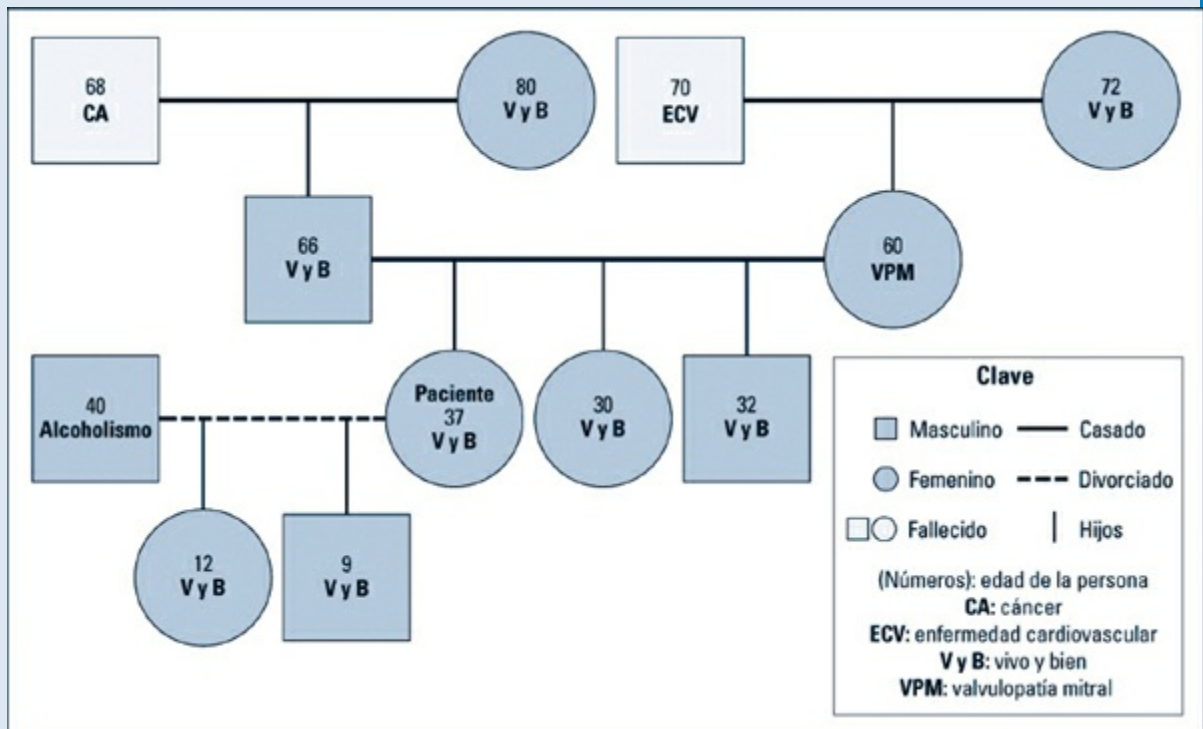 68
CA
80
V y B
70
ECV
72
V y B
66
V y B
60
VPM
40
Alcoholismo
Paciente
37
V y B
30
V y B
32
V y B
12
V y B
9
V y B
Clave
Masculino
Casado
Femenino
Divorciado
Fallecido
Hijos
(Números): edad de la persona
CA: cáncer
ECV: enfermedad cardiovascular
V y B: vivo y bien
VPM: valvulopatía mitral